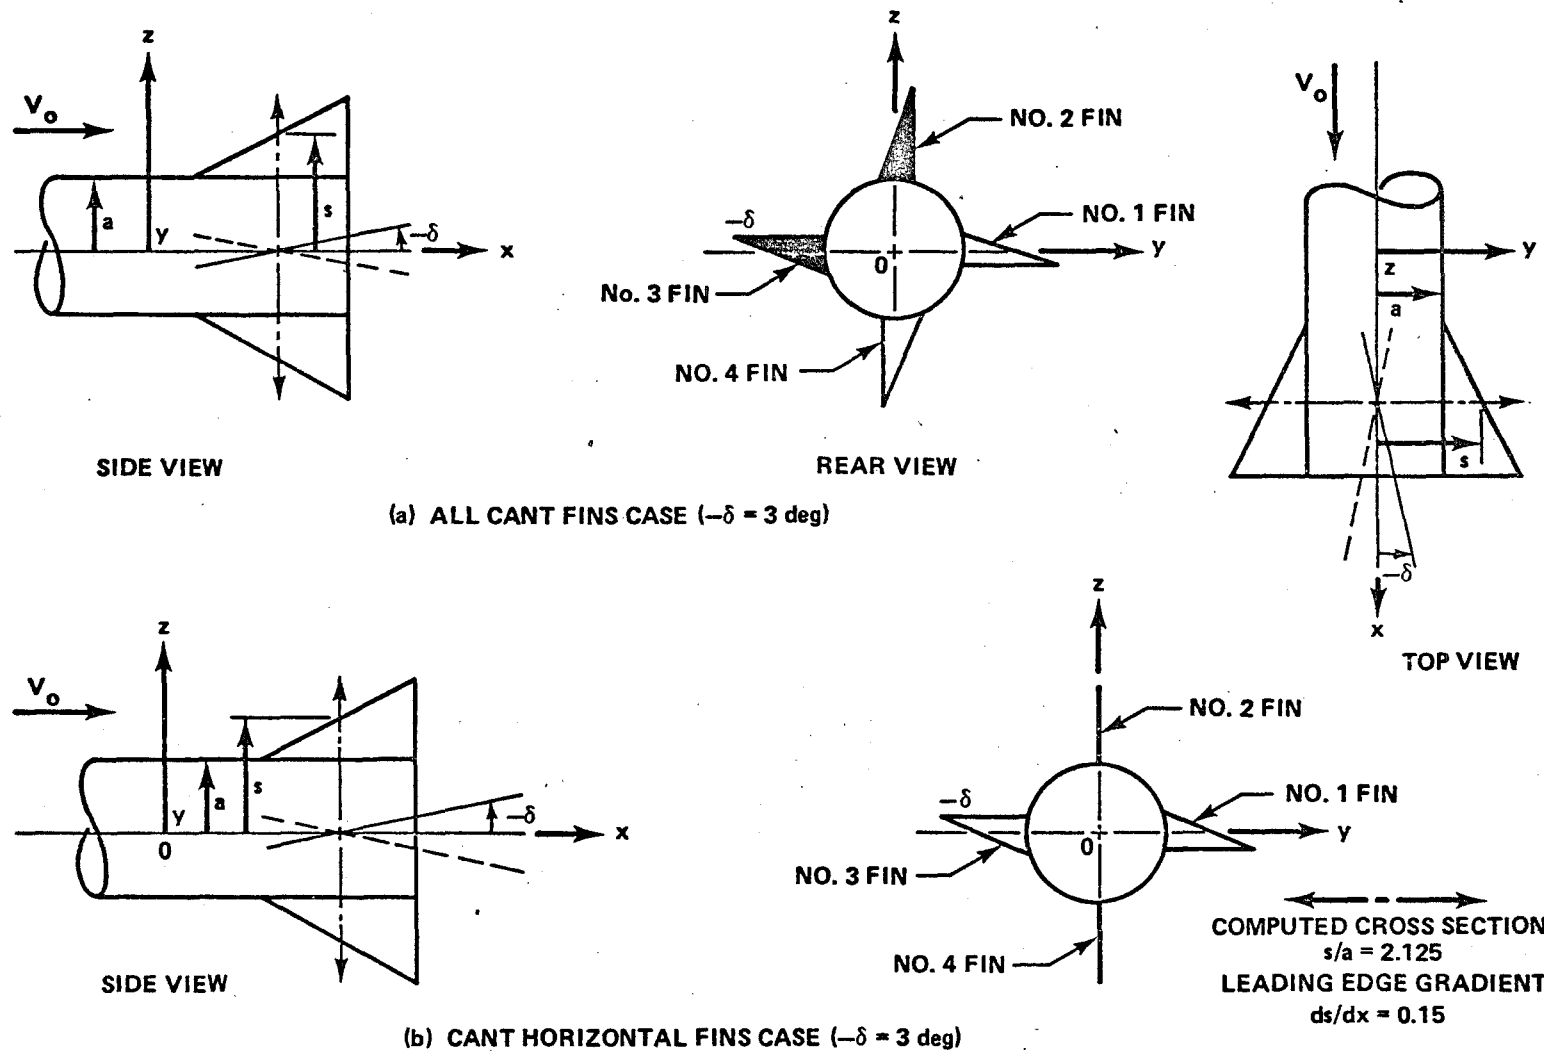 z
V₀
a
y
s
−δ
x
SIDE VIEW
z
NO. 2 FIN
NO. 1 FIN
−δ
y
0
No. 3 FIN
NO. 4 FIN
REAR VIEW
V₀
y
z
a
s
−δ
x
TOP VIEW
(a) ALL CANT FINS CASE (−δ = 3 deg)
z
V₀
s
a
y
−δ
x
0
SIDE VIEW
z
NO. 2 FIN
−δ
NO. 1 FIN
y
0
NO. 3 FIN
NO. 4 FIN
COMPUTED CROSS SECTION
s/a = 2.125
LEADING EDGE GRADIENT
ds/dx = 0.15
(b) CANT HORIZONTAL FINS CASE (−δ = 3 deg)